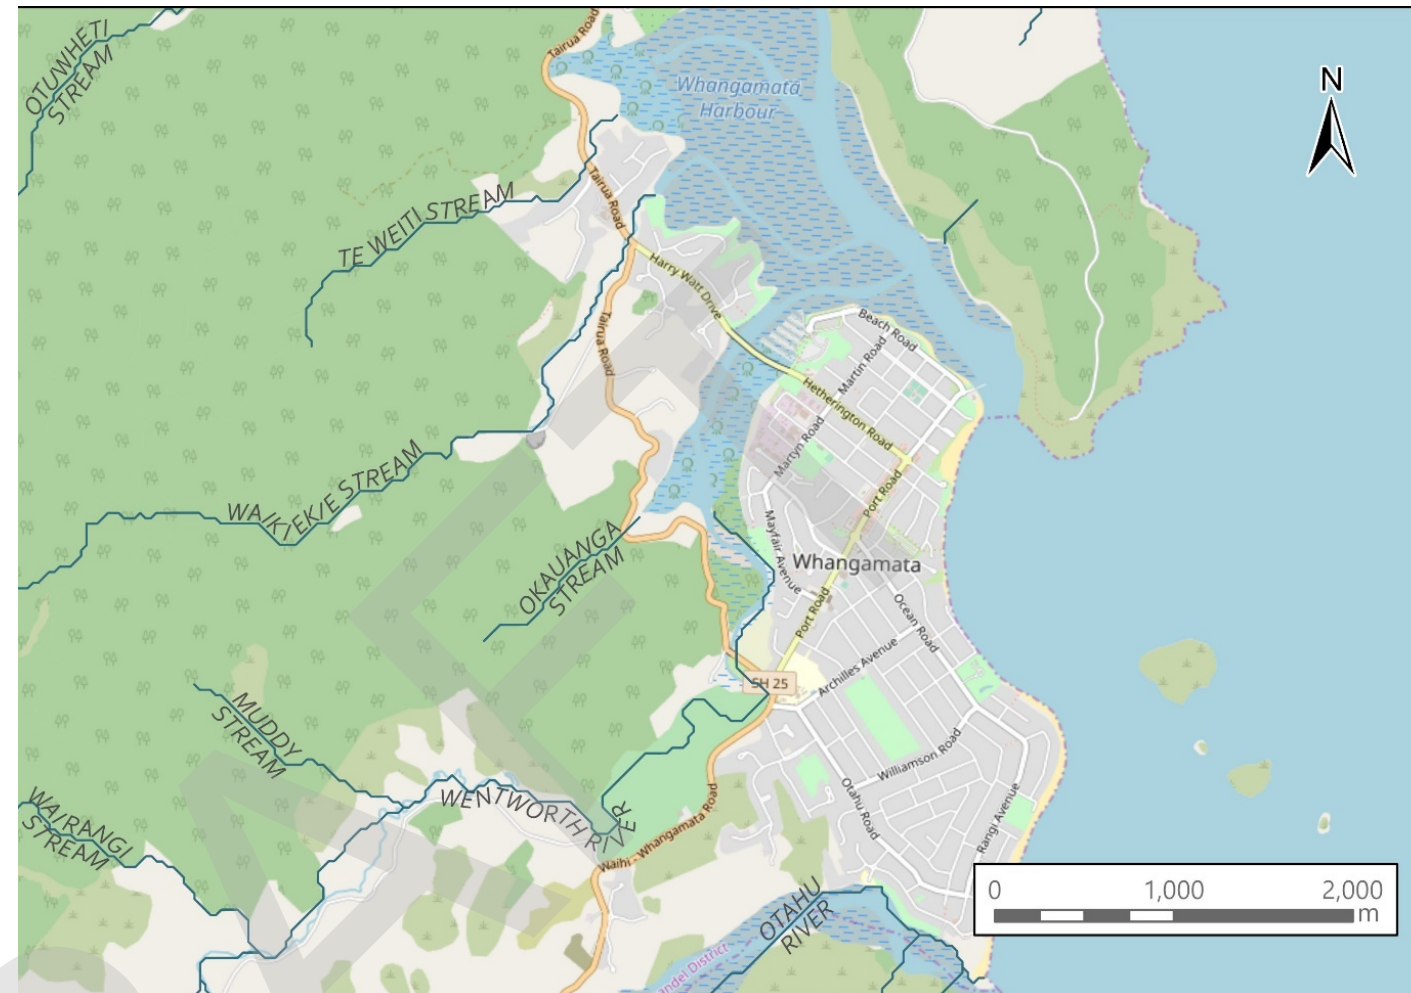 OTUWHETI
STREAM
Tairua Road
Whangamatā
Harbour
N
TE WEITI STREAM
Tairua Road
Harry Watt Drive
Tairua Road
Beach Road
Martin Road
Hetherington Road
Martyn Road
WAIKIEKIE STREAM
Port Road
OKAUANGA
STREAM
Mayfair Avenue
Whangamata
Ocean Road
Port Road
Archilles Avenue
SH 25
MUDDY
STREAM
Williamson Road
WENTWORTH RIVER
Otahu Road
Rangi Avenue
WAIRANGI
STREAM
Waihi - Whangamata Road
OTAHU
RIVER
andel District
0 1,000 2,000
m